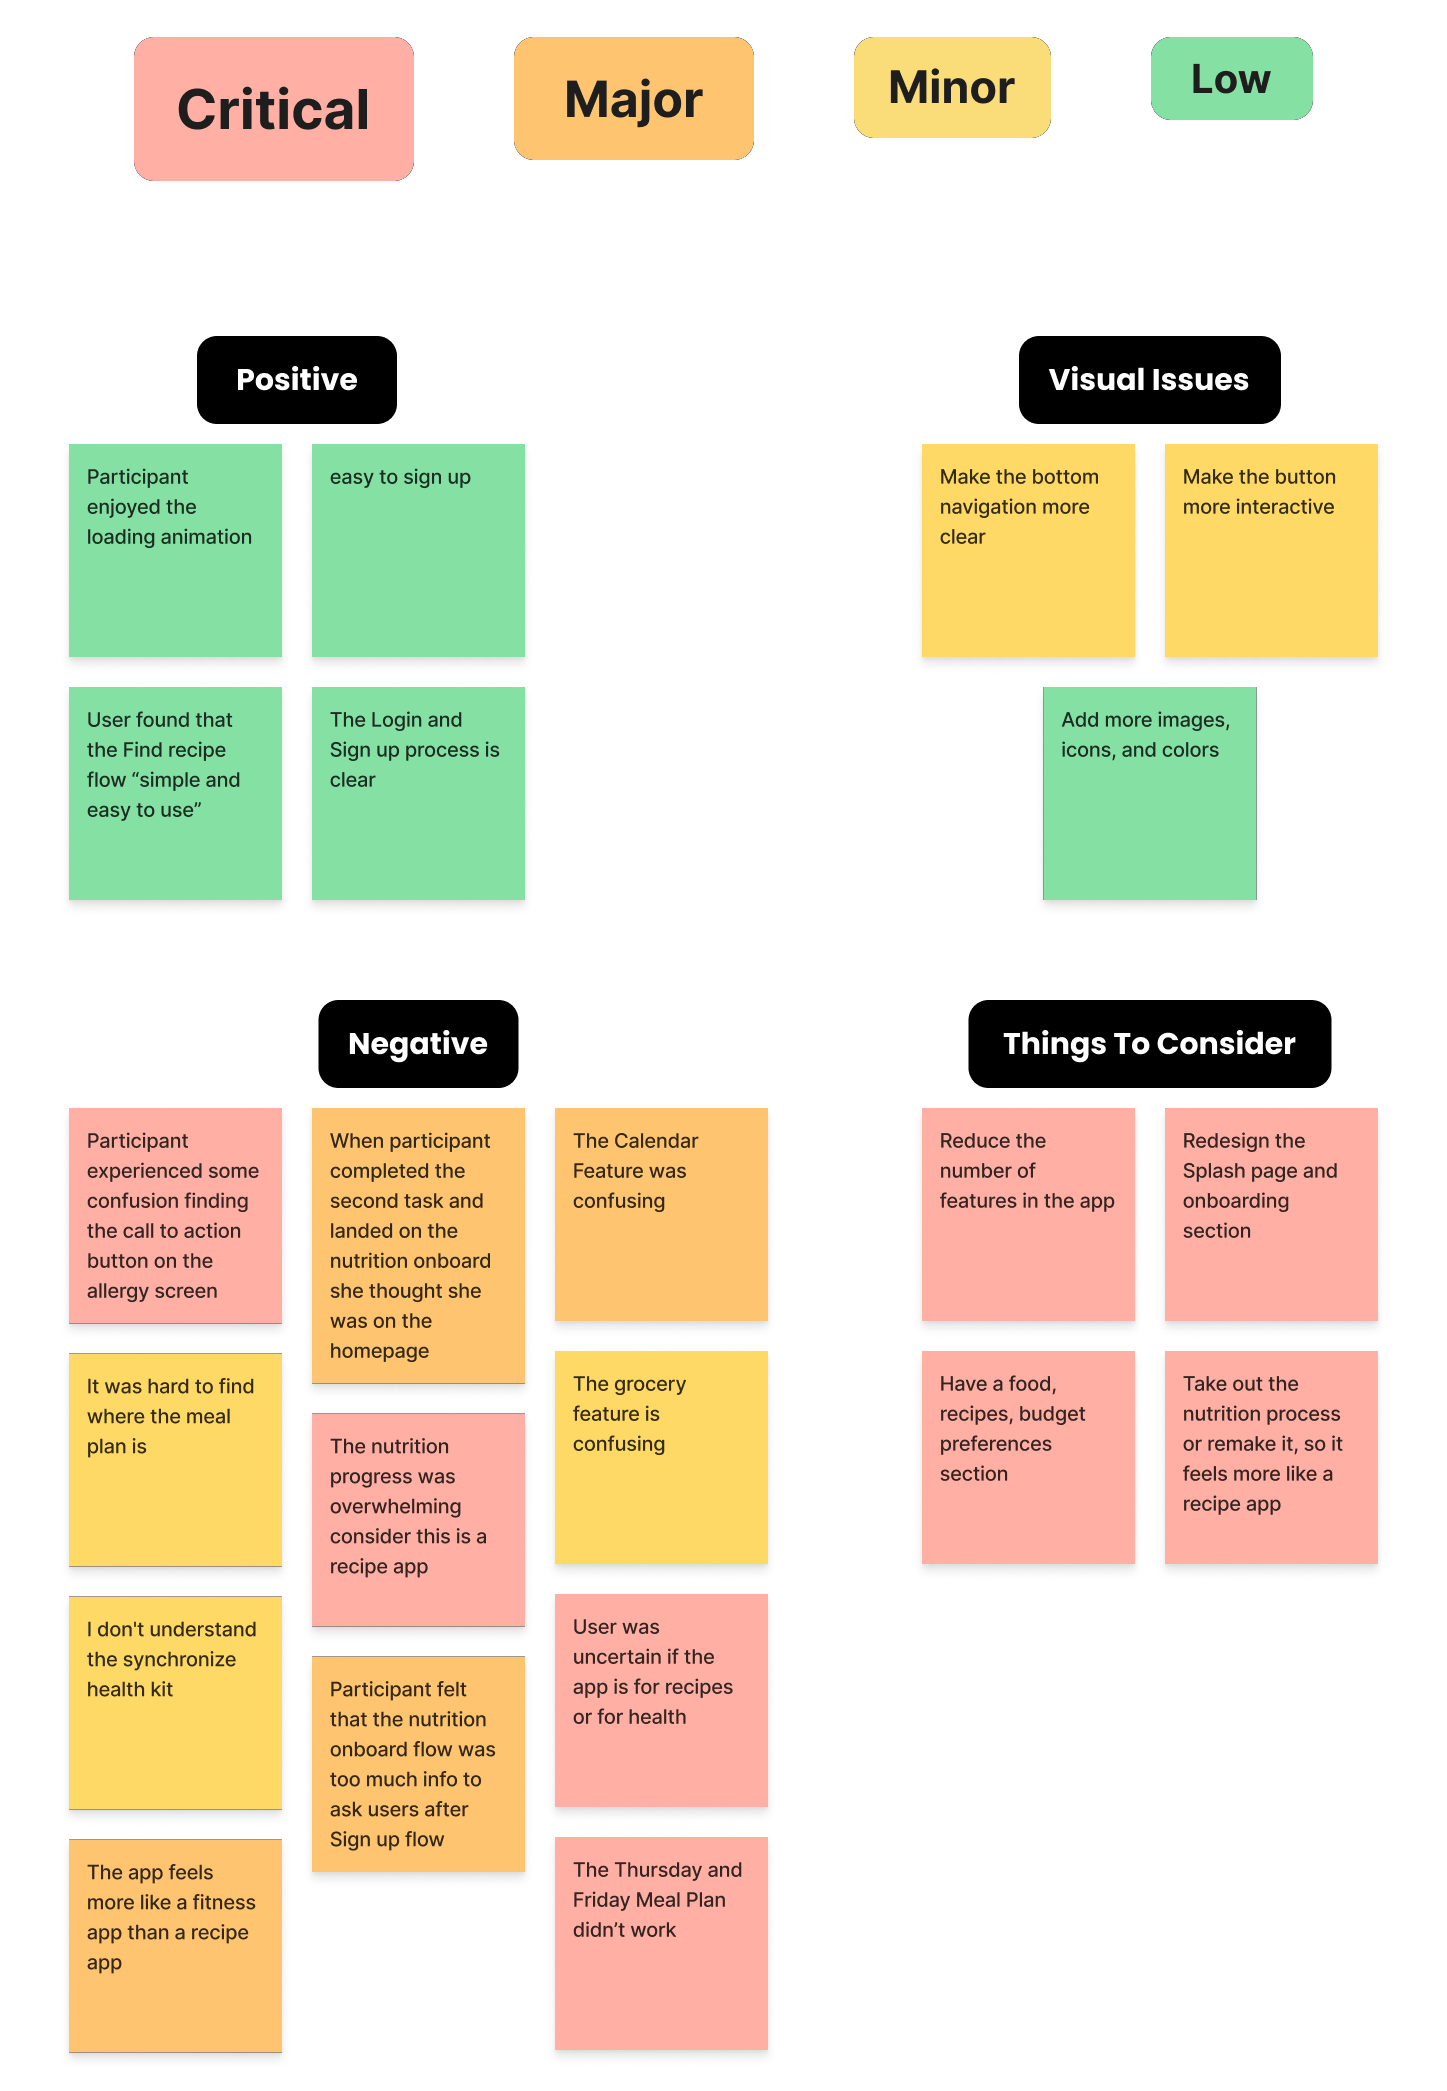 Critical
Major
Minor
Low
Positive
Participant
enjoyed the
loading animation
easy to sign up
User found that
the Find recipe
flow “simple and
easy to use”
The Login and
Sign up process is
clear
Visual Issues
Make the bottom
navigation more
clear
Make the button
more interactive
Add more images,
icons, and colors
Negative
Participant
experienced some
confusion finding
the call to action
button on the
allergy screen
It was hard to find
where the meal
plan is
I don't understand
the synchronize
health kit
The app feels
more like a fitness
app than a recipe
app
When participant
completed the
second task and
landed on the
nutrition onboard
she thought she
was on the
homepage
The nutrition
progress was
overwhelming
consider this is a
recipe app
Participant felt
that the nutrition
onboard flow was
too much info to
ask users after
Sign up flow
The Calendar
Feature was
confusing
The grocery
feature is
confusing
User was
uncertain if the
app is for recipes
or for health
The Thursday and
Friday Meal Plan
didn’t work
Things To Consider
Reduce the
number of
features in the app
Redesign the
Splash page and
onboarding
section
Have a food,
recipes, budget
preferences
section
Take out the
nutrition process
or remake it, so it
feels more like a
recipe app